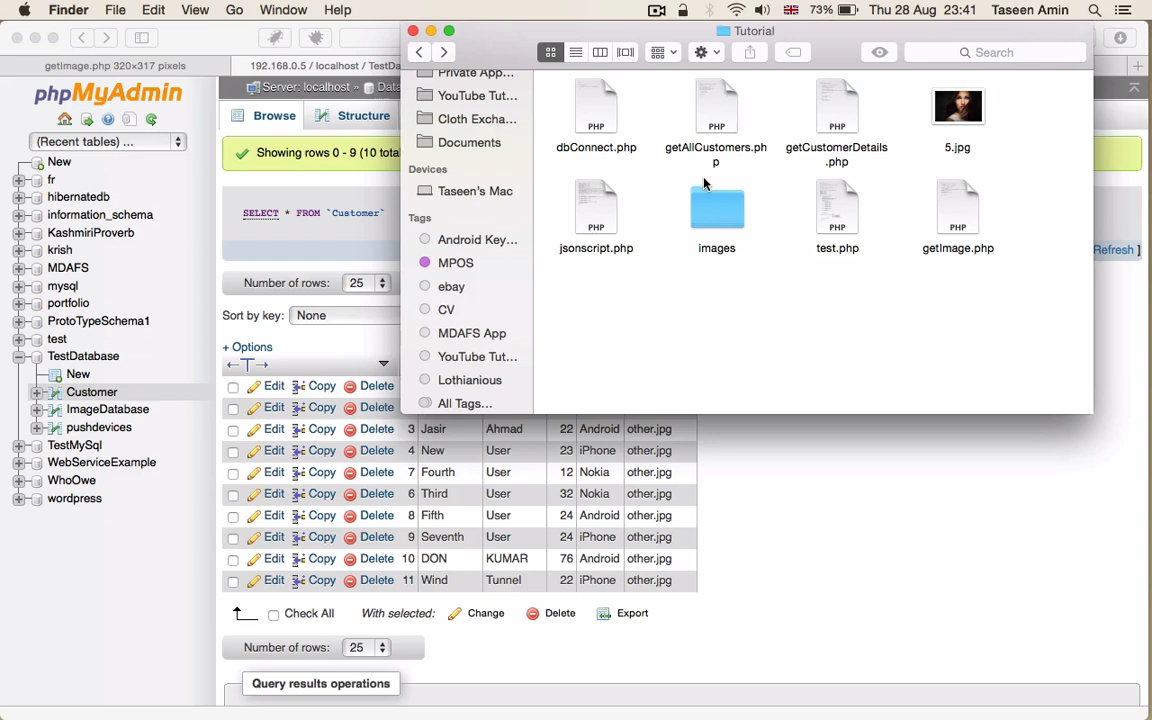 Finder File Edit View Go Window Help 73% Thu 28 Aug 23:41 Taseen Amin
Tutorial
Search
getImage.php 320×317 pixels
192.168.0.5 / localhost / TestDa
phpMyAdmin
(Recent tables) ...
New
fr
hibernatedb
information_schema
KashmiriProverb
krish
MDAFS
mysql
portfolio
ProtoTypeSchema1
test
TestDatabase
New
Customer
ImageDatabase
pushdevices
TestMySql
WebServiceExample
WhoOwe
wordpress
Server: localhost » Data
Browse Structure
Showing rows 0 - 9 (10 tota
SELECT * FROM `Customer`
Refresh ]
Number of rows: 25
Sort by key: None
+ Options
←T→
Private App...
YouTube Tut...
Cloth Excha...
Documents
Devices
Taseen's Mac
Tags
Android Key...
MPOS
ebay
CV
MDAFS App
YouTube Tut...
Lothianious
All Tags...
PHP PHP PHP
dbConnect.php getAllCustomers.ph
p getCustomerDetails
.php 5.jpg
PHP PHP PHP
jsonscript.php images test.php getImage.php
Edit Copy Delete
Edit Copy Delete
Edit Copy Delete 3 Jasir Ahmad 22 Android other.jpg
Edit Copy Delete 4 New User 23 iPhone other.jpg
Edit Copy Delete 7 Fourth User 12 Nokia other.jpg
Edit Copy Delete 6 Third User 32 Nokia other.jpg
Edit Copy Delete 8 Fifth User 24 Android other.jpg
Edit Copy Delete 9 Seventh User 24 iPhone other.jpg
Edit Copy Delete 10 DON KUMAR 76 Android other.jpg
Edit Copy Delete 11 Wind Tunnel 22 iPhone other.jpg
Check All With selected: Change Delete Export
Number of rows: 25
Query results operations